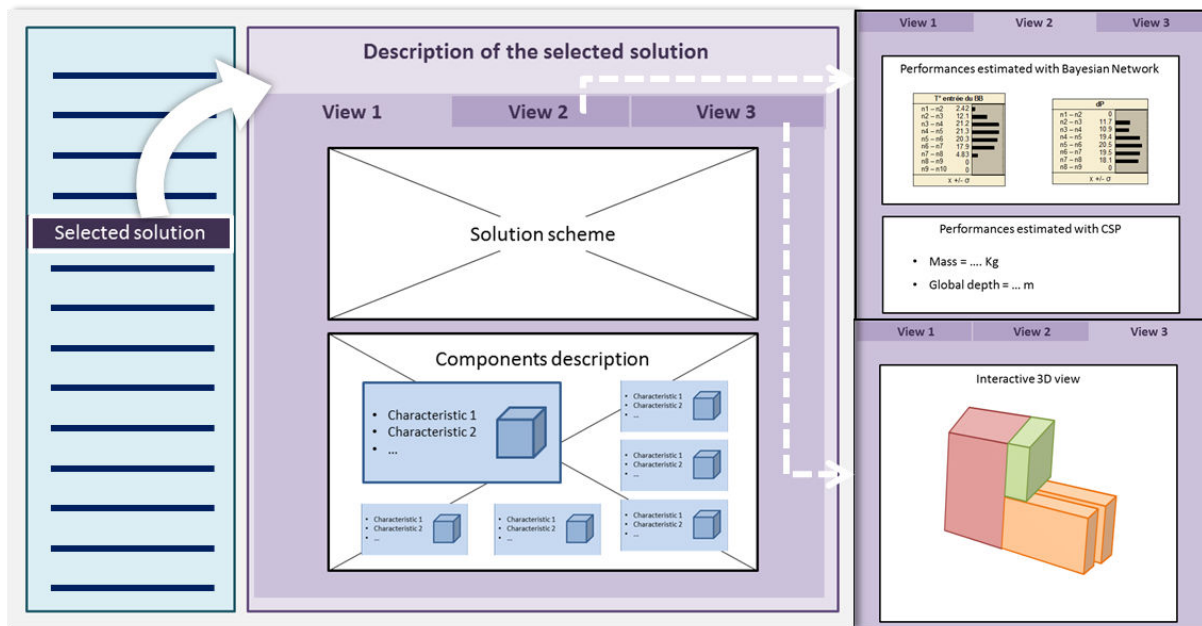 Selected solution
Description of the selected solution
View 1 View 2 View 3
Solution scheme
Components description
• Characteristic 1
• Characteristic 2
• ...
• Characteristic 1
• Characteristic 2
• ...
• Characteristic 1
• Characteristic 2
• ...
• Characteristic 1
• Characteristic 2
• ...
• Characteristic 1
• Characteristic 2
• ...
• Characteristic 1
• Characteristic 2
• ...
View 1 View 2 View 3
Performances estimated with Bayesian Network
T° entrée du BB
n1 – n2 2.42
n2 – n3 12.1
n3 – n4 21.2
n4 – n5 21.3
n5 – n6 20.3
n6 – n7 17.9
n7 – n8 4.83
n8 – n9 0
n9 – n10 0
x +/- σ
dP
n1 – n2 0
n2 – n3 11.7
n3 – n4 10.9
n4 – n5 19.4
n5 – n6 20.5
n6 – n7 19.5
n7 – n8 18.1
n8 – n9 0
x +/- σ
Performances estimated with CSP
• Mass = .... Kg
• Global depth = ... m
View 1 View 2 View 3
Interactive 3D view